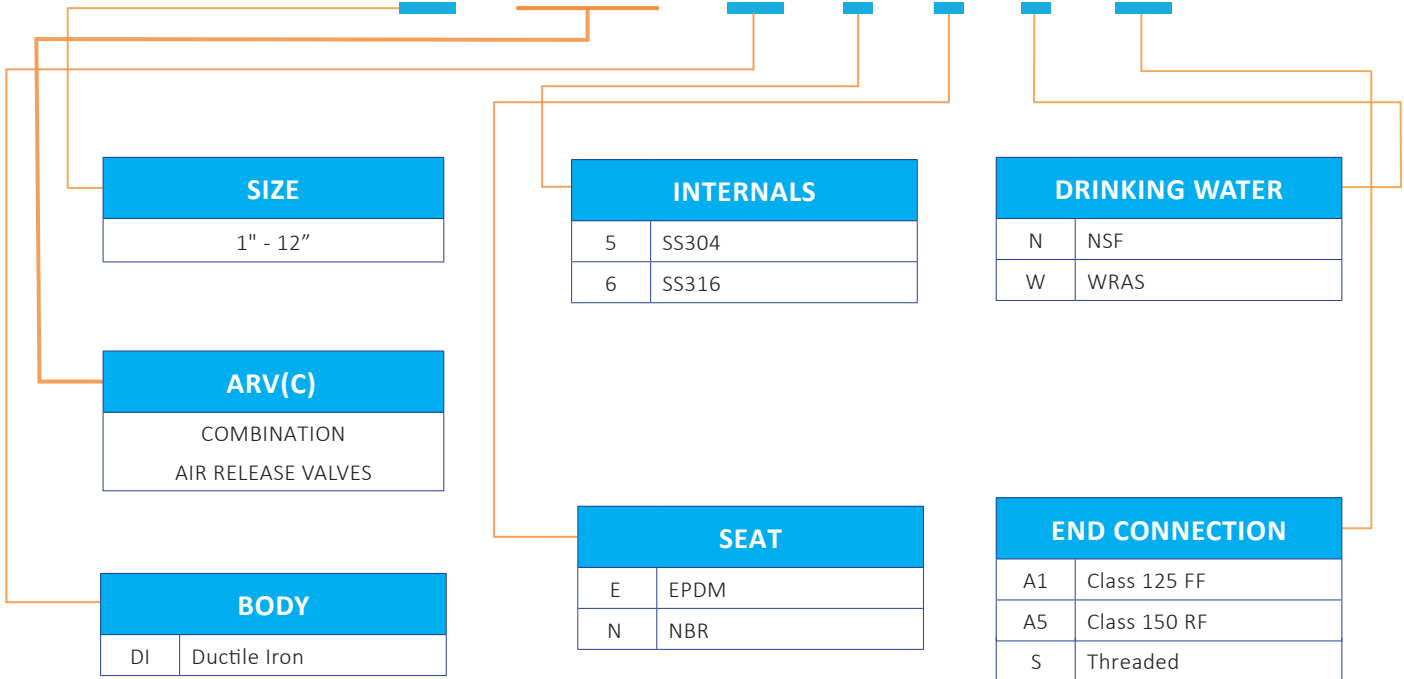 SIZE
1" - 12”
ARV(C)
COMBINATION
AIR RELEASE VALVES
BODY
DI Ductile Iron
INTERNALS
5 SS304
6 SS316
SEAT
E EPDM
N NBR
DRINKING WATER
N NSF
W WRAS
END CONNECTION
A1 Class 125 FF
A5 Class 150 RF
S Threaded